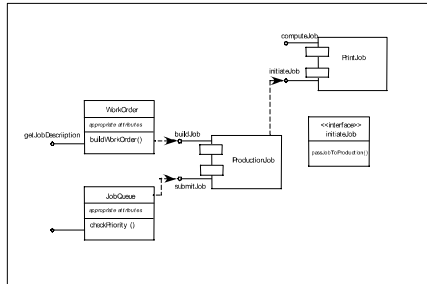 computeJob
PrintJob
initiateJob
WorkOrder
appropriate attributes
buildWorkOrder()
getJobDescription
buildJob
<<interface>>
initiateJob
passJobToProduction()
ProductionJob
submitJob
JobQueue
appropriate attributes
checkPriority ()